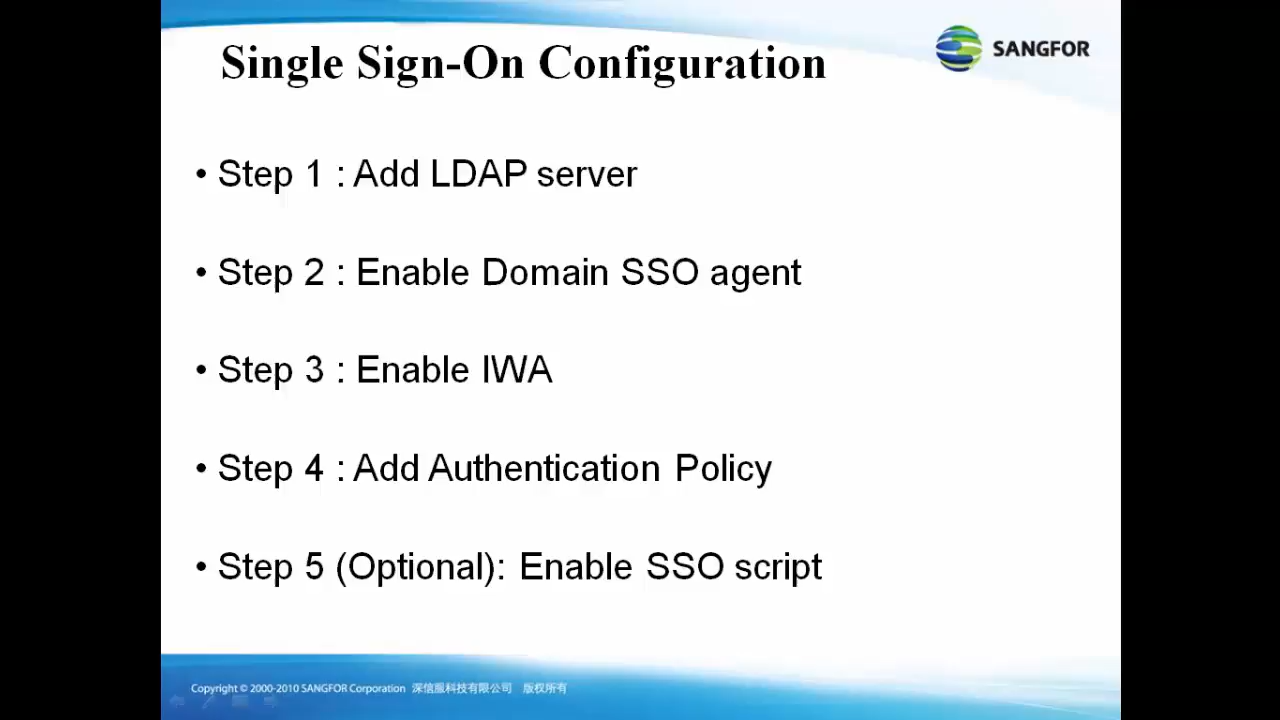 Single Sign-On Configuration
SANGFOR
• Step 1 : Add LDAP server
• Step 2 : Enable Domain SSO agent
• Step 3 : Enable IWA
• Step 4 : Add Authentication Policy
• Step 5 (Optional): Enable SSO script
Copyright © 2000-2010 SANGFOR Corporation 深信服科技有限公司 版权所有